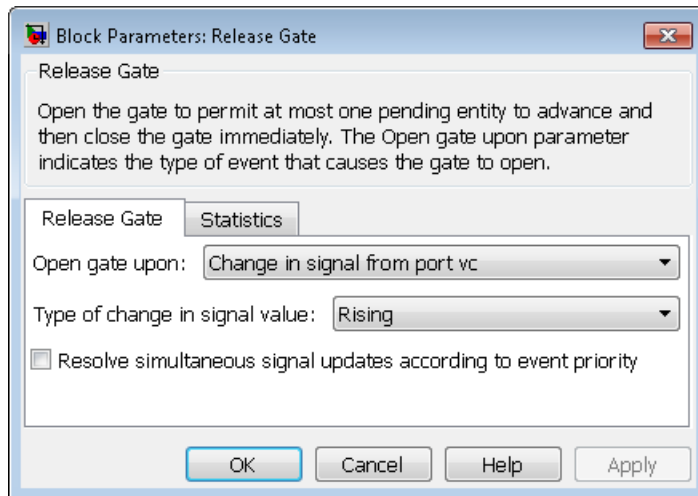 Block Parameters: Release Gate
Release Gate
Open the gate to permit at most one pending entity to advance and
then close the gate immediately. The Open gate upon parameter
indicates the type of event that causes the gate to open.
Release Gate Statistics
Open gate upon: Change in signal from port vc
Type of change in signal value: Rising
Resolve simultaneous signal updates according to event priority
OK Cancel Help Apply